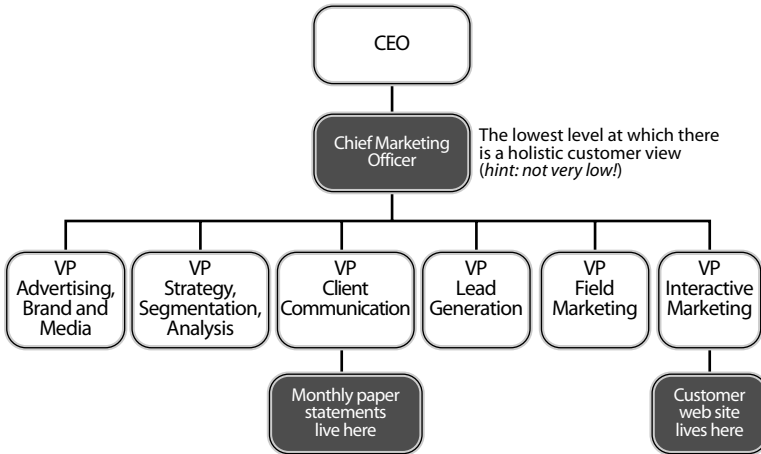 CEO
Chief Marketing
Officer
The lowest level at which there
is a holistic customer view
(hint: not very low!)
VP
Advertising,
Brand and
Media
VP
Strategy,
Segmentation,
Analysis
VP
Client
Communication
VP
Lead
Generation
VP
Field
Marketing
VP
Interactive
Marketing
Monthly paper
statements
live here
Customer
web site
lives here